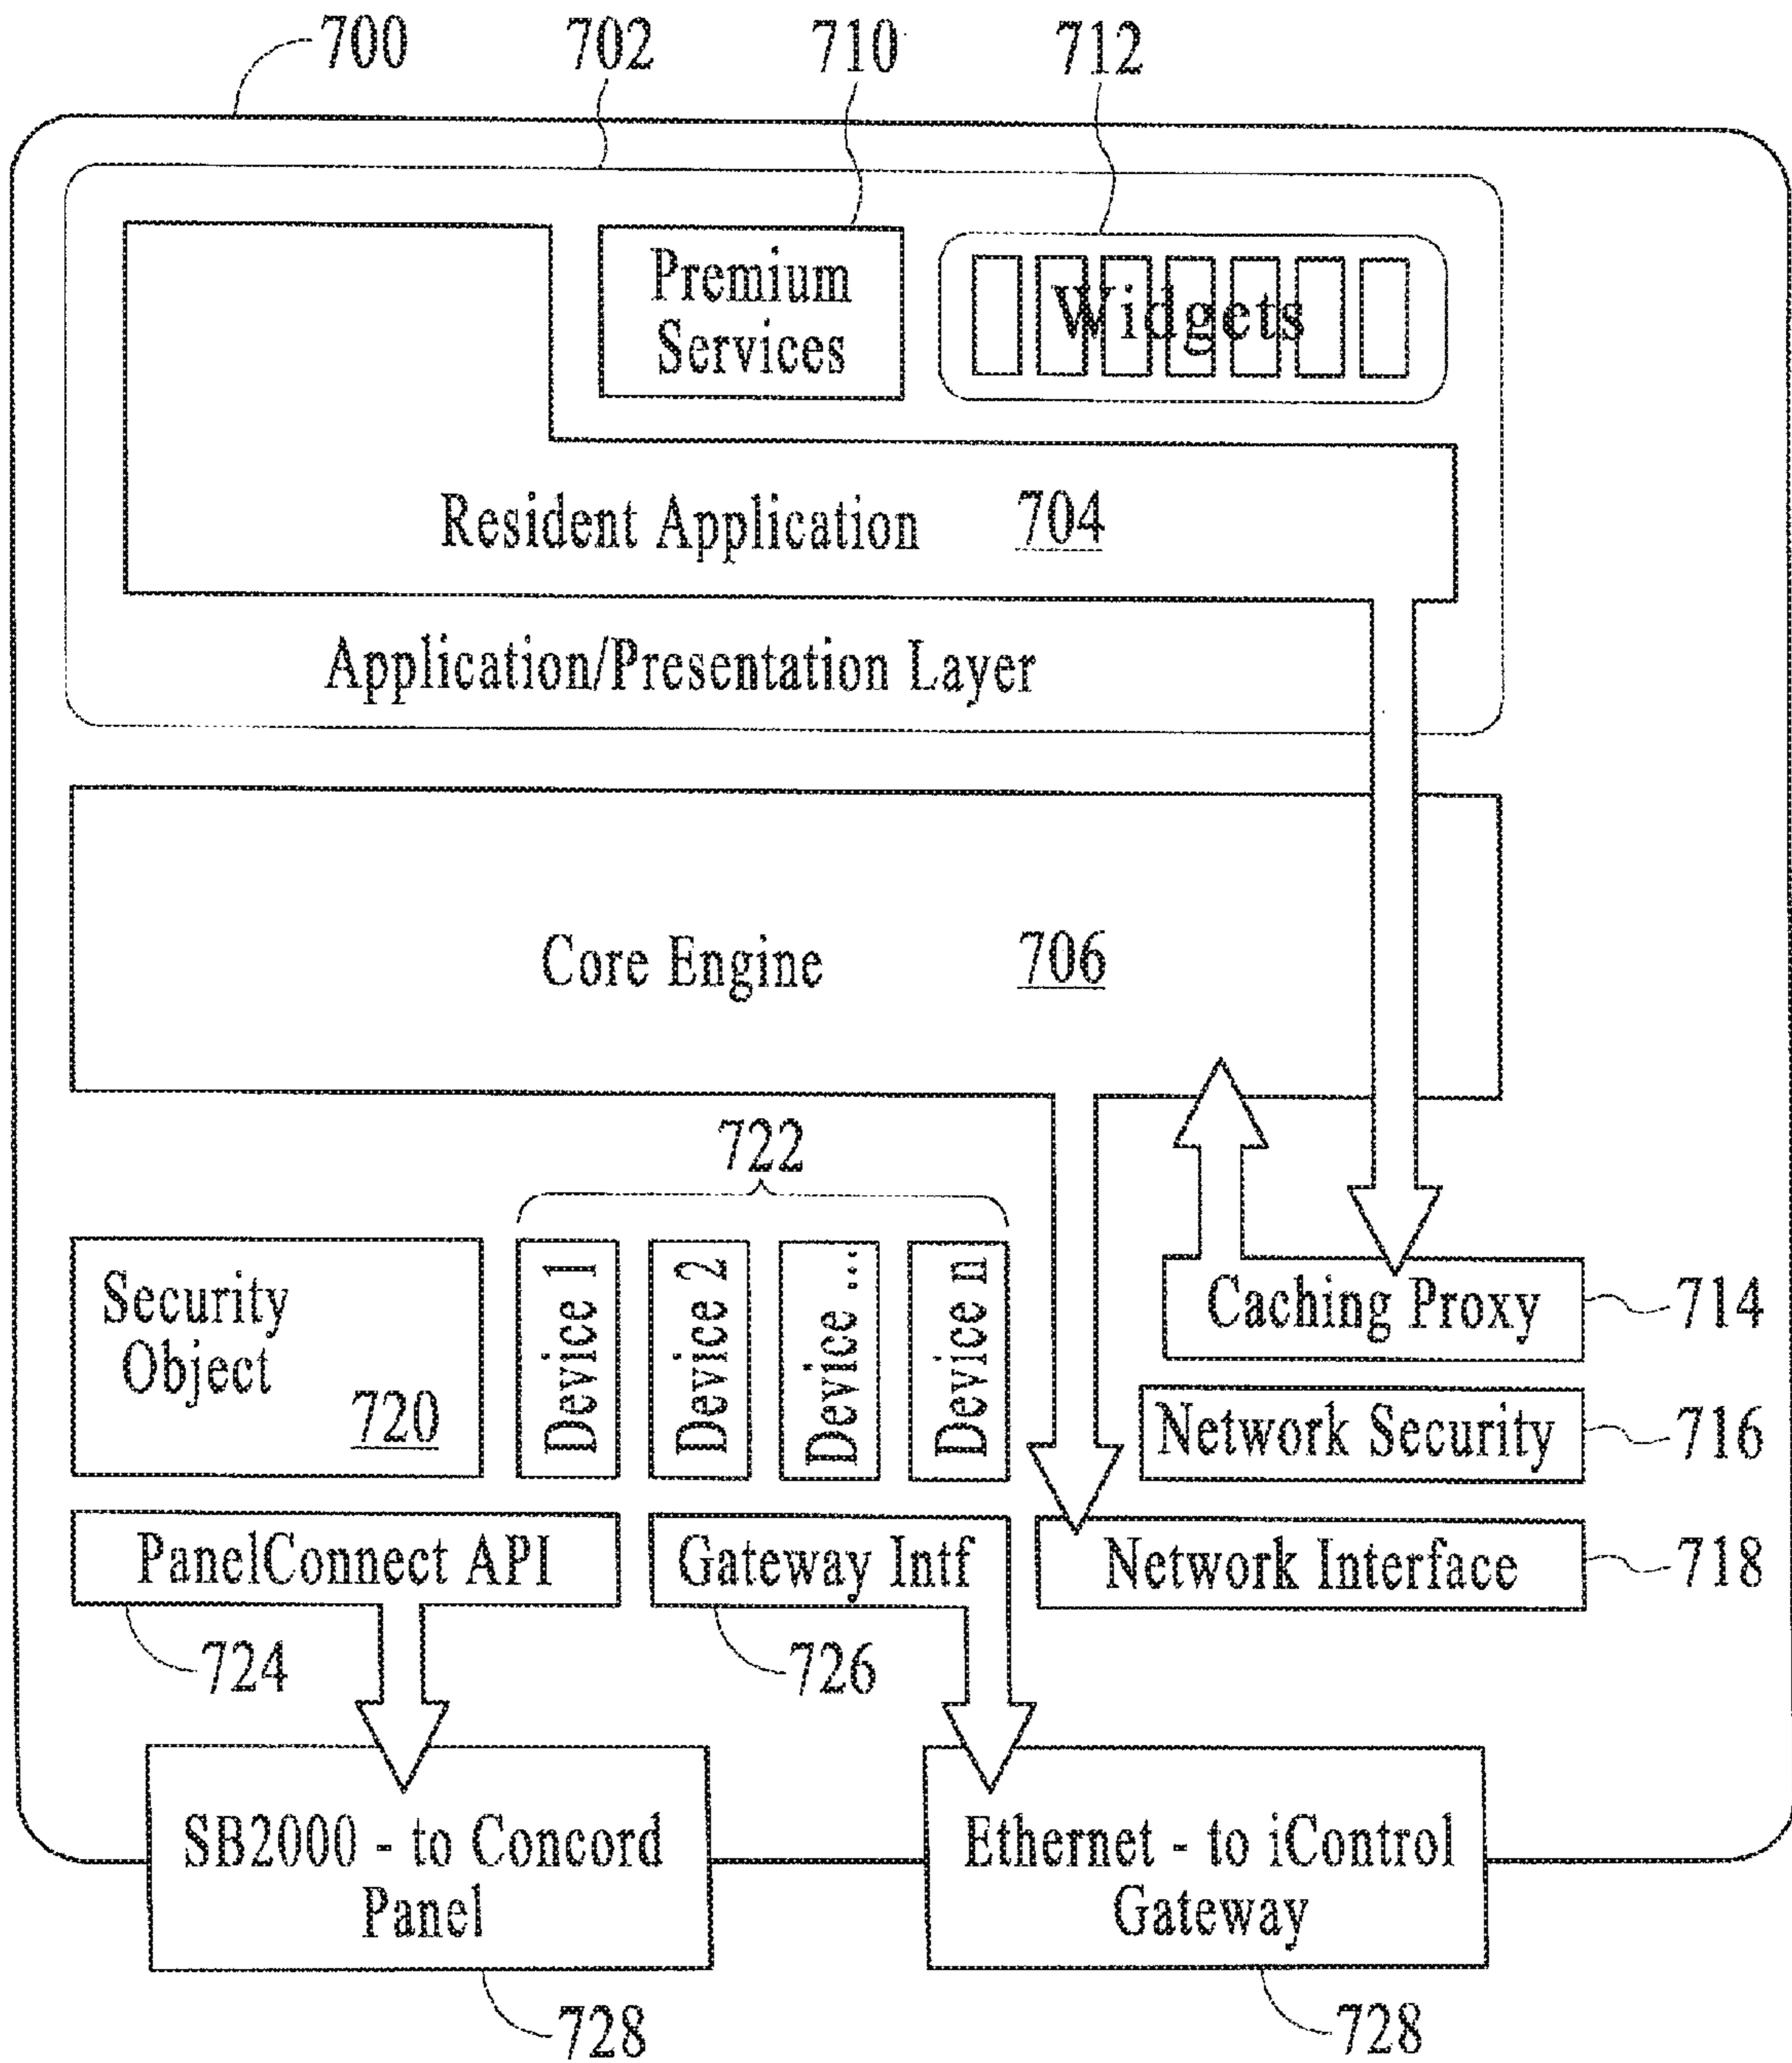 700
702
710
712
Premium
Services
Widgets
Resident Application 704
Application/Presentation Layer
Core Engine 706
722
Security
Object
720
Device 1
Device 2
Device ...
Device n
Caching Proxy
714
Network Security
716
PanelConnect API
Gateway Intf
Network Interface
718
724
726
SB2000 - to Concord
Panel
Ethernet - to iControl
Gateway
728
728